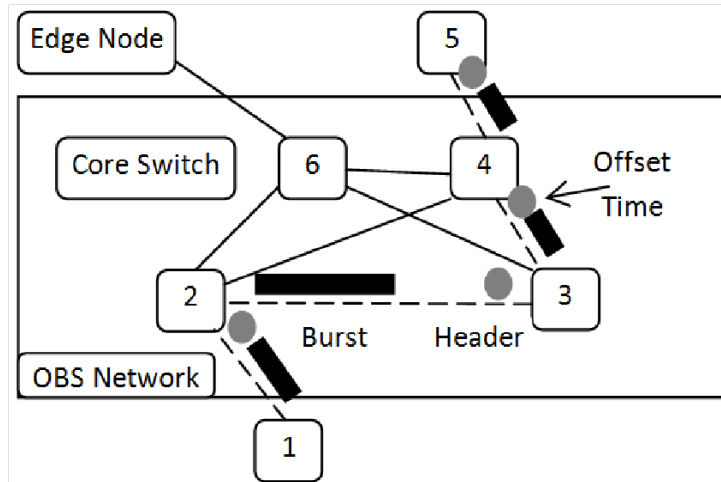 Edge Node
5
Core Switch
6
4
Offset
Time
2
3
Burst
Header
OBS Network
1